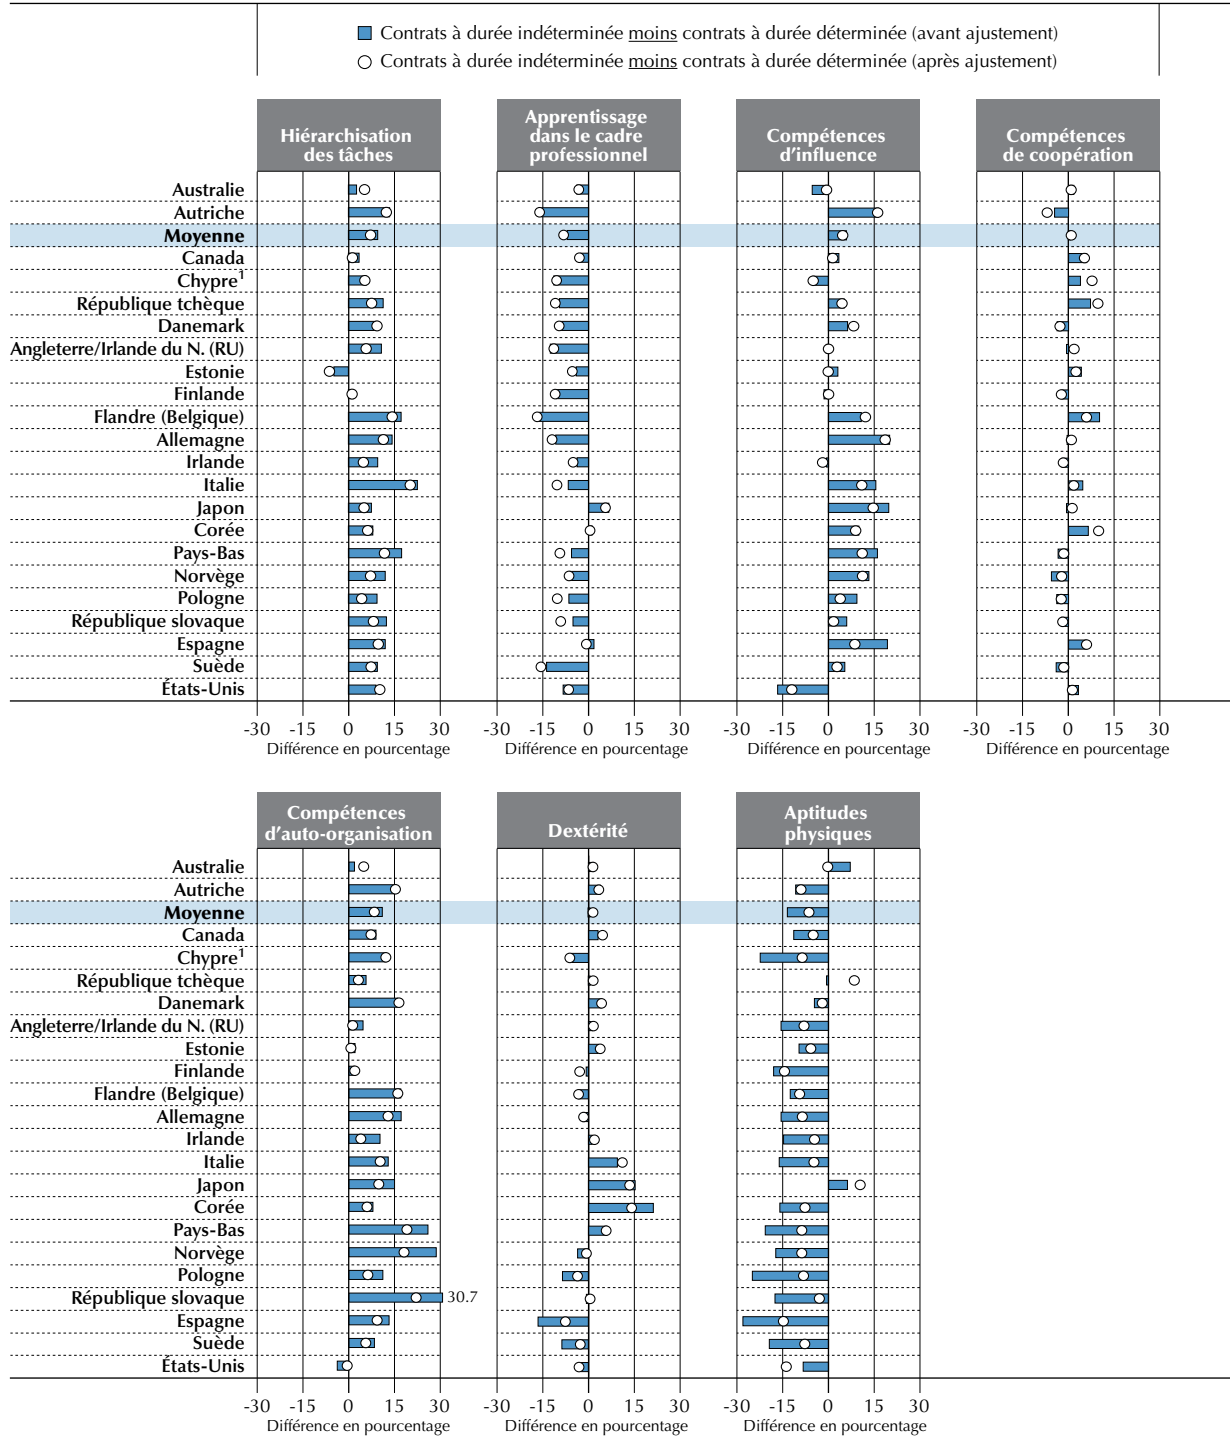 Contrats à durée indéterminée moins contrats à durée déterminée (avant ajustement)
Contrats à durée indéterminée moins contrats à durée déterminée (après ajustement)
Hiérarchisation
des tâches
Apprentissage
dans le cadre
professionnel
Compétences
d'influence
Compétences
de coopération
Australie
Autriche
Moyenne
Canada
Chypre¹
République tchèque
Danemark
Angleterre/Irlande du N. (RU)
Estonie
Finlande
Flandre (Belgique)
Allemagne
Irlande
Italie
Japon
Corée
Pays-Bas
Norvège
Pologne
République slovaque
Espagne
Suède
États-Unis
-30 -15 0 15 30 -30 -15 0 15 30 -30 -15 0 15 30 -30 -15 0 15 30
Différence en pourcentage Différence en pourcentage Différence en pourcentage Différence en pourcentage
Compétences
d'auto-organisation
Dextérité
Aptitudes
physiques
Australie
Autriche
Moyenne
Canada
Chypre¹
République tchèque
Danemark
Angleterre/Irlande du N. (RU)
Estonie
Finlande
Flandre (Belgique)
Allemagne
Irlande
Italie
Japon
Corée
Pays-Bas
Norvège
Pologne
République slovaque 30.7
Espagne
Suède
États-Unis
-30 -15 0 15 30 -30 -15 0 15 30 -30 -15 0 15 30
Différence en pourcentage Différence en pourcentage Différence en pourcentage